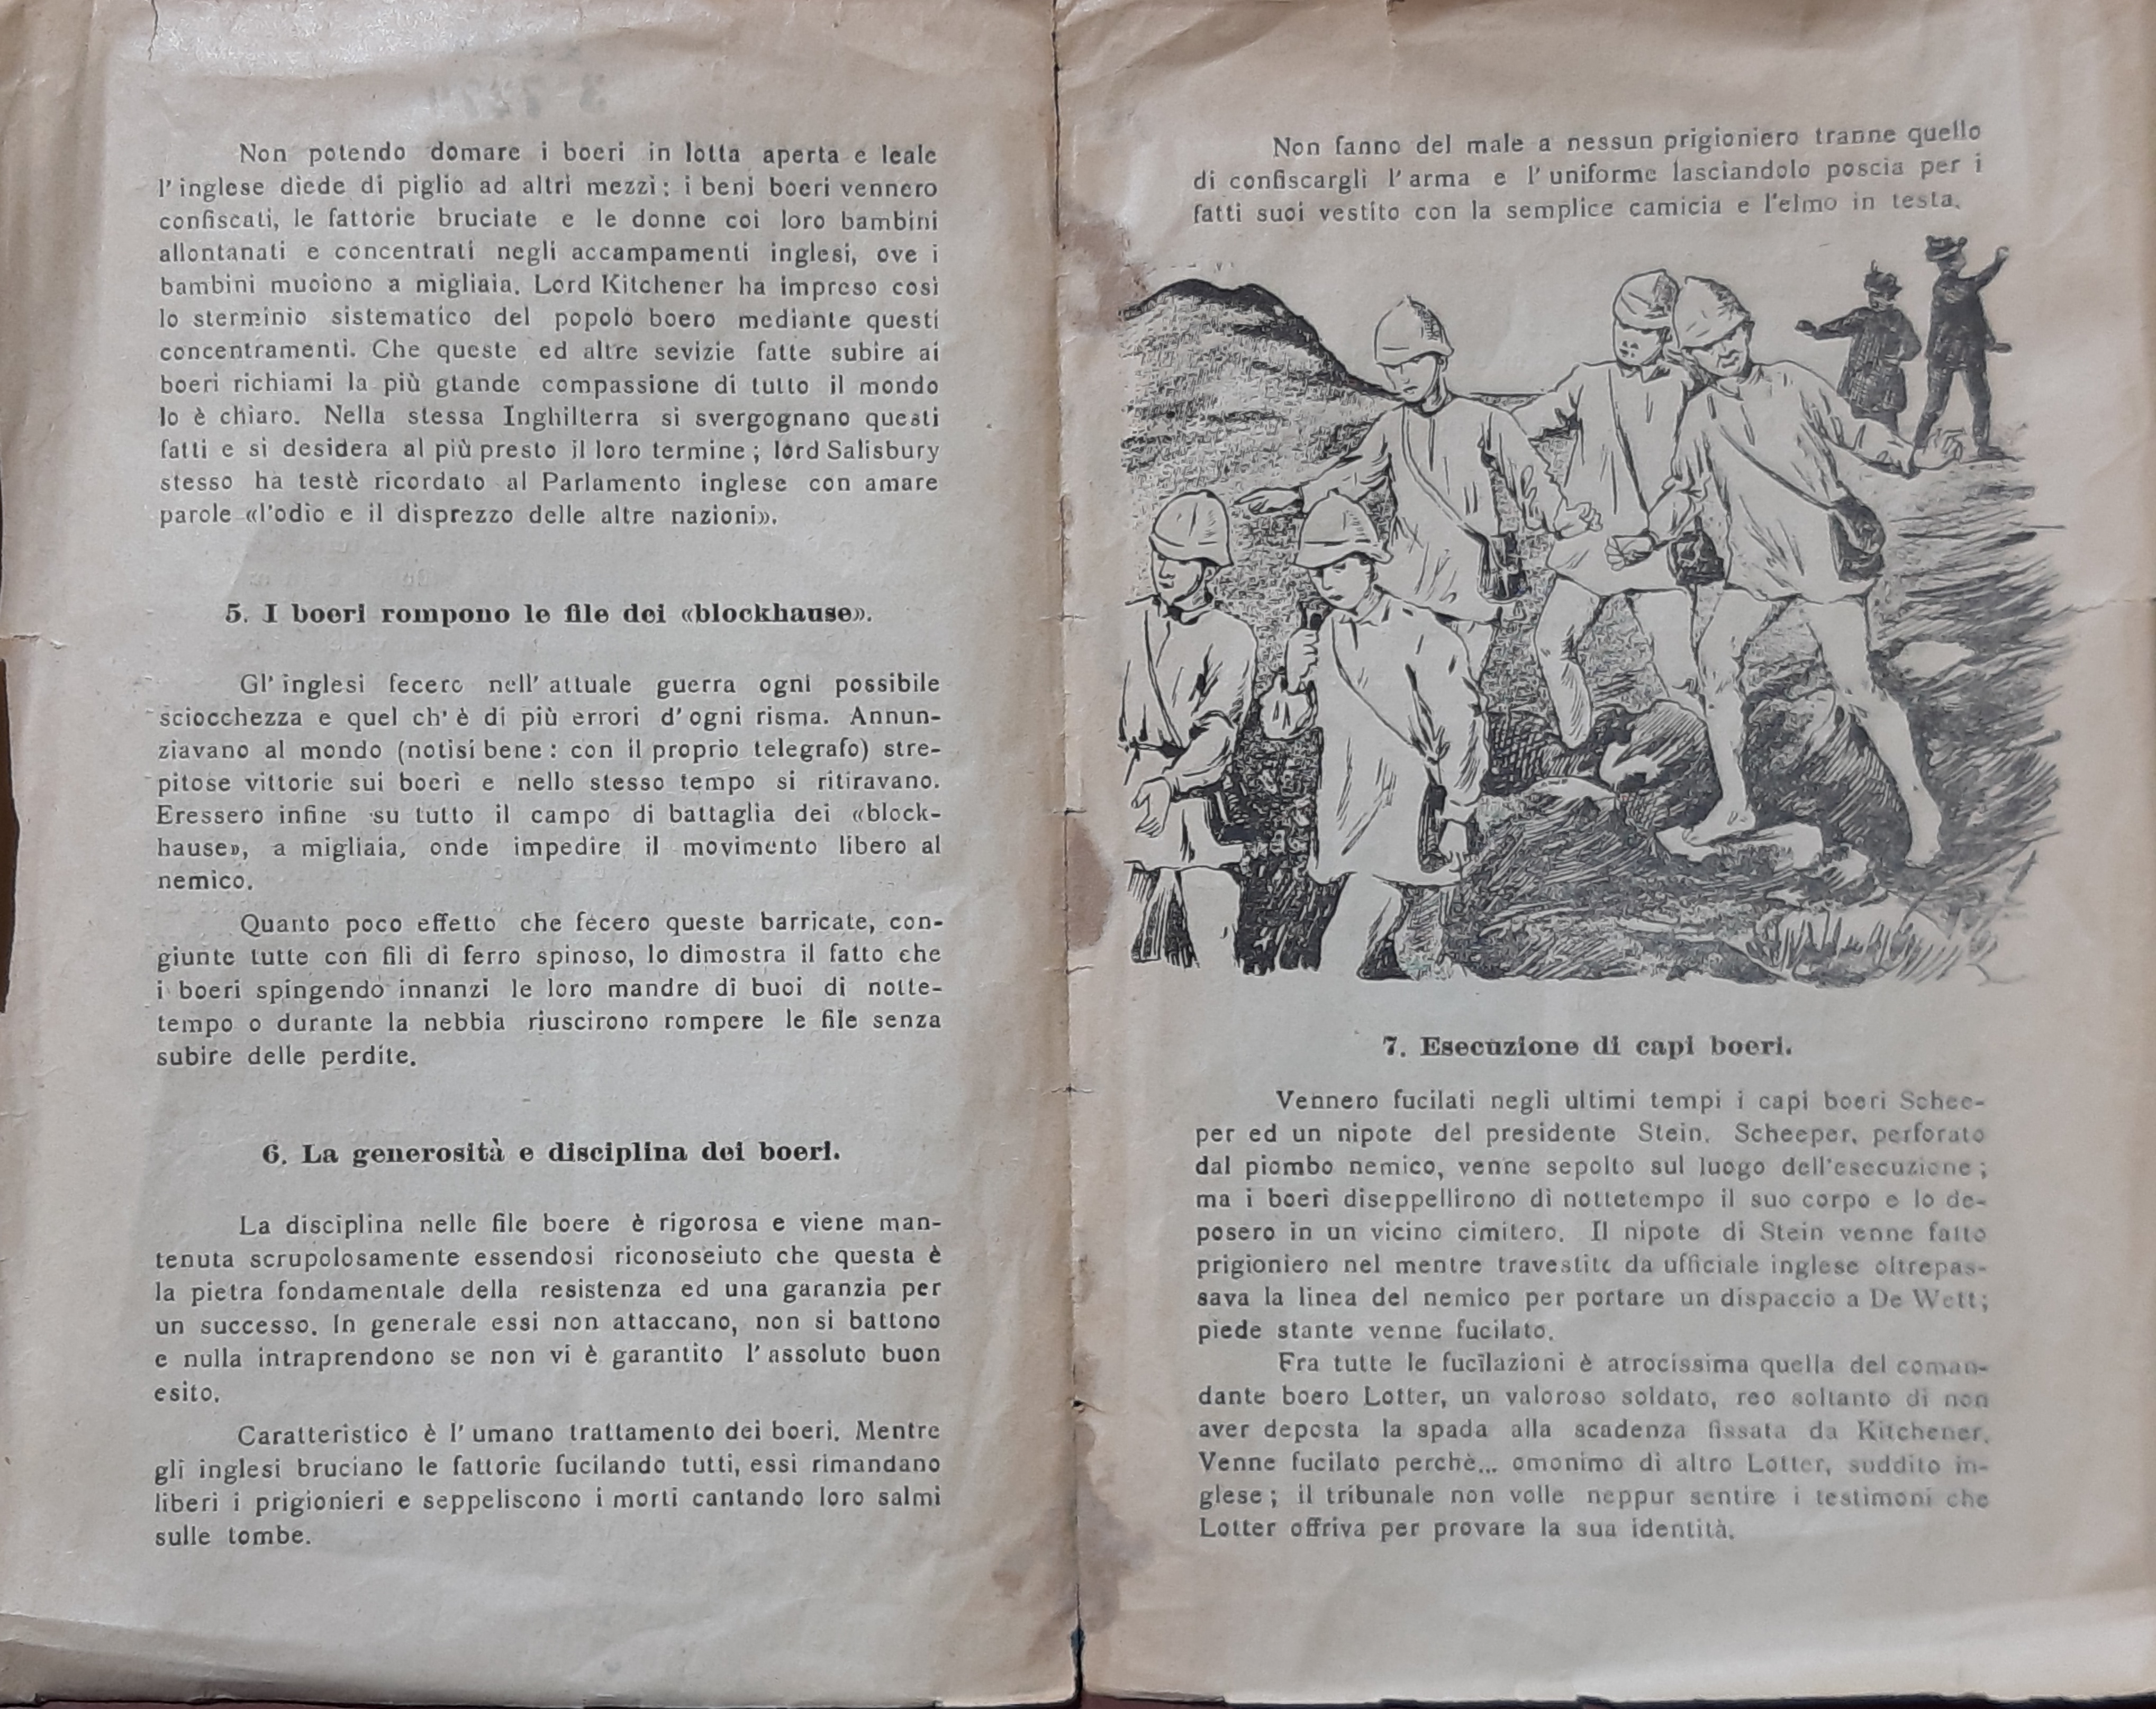 Non potendo domare i boeri in lotta aperta e leale
l'inglese diede di piglio ad altri mezzi: i beni boeri vennero
confiscati, le fattorie bruciate e le donne coi loro bambini
allontanati e concentrati negli accampamenti inglesi, ove i
bambini muoiono a migliaia. Lord Kitchener ha impreso così
lo sterminio sistematico del popolo boero mediante questi
concentramenti. Che queste ed altre sevizie fatte subire ai
boeri richiami la più gtande compassione di tutto il mondo
lo è chiaro. Nella stessa Inghilterra si svergognano questi
fatti e si desidera al più presto il loro termine; lord Salisbury
stesso ha testè ricordato al Parlamento inglese con amare
parole «l'odio e il disprezzo delle altre nazioni».
5. I boeri rompono le file dei «blockhause».
Gl'inglesi fecero nell'attuale guerra ogni possibile
sciocchezza e quel ch'è di più errori d'ogni risma. Annun-
ziavano al mondo (notisi bene: con il proprio telegrafo) stre-
pitose vittorie sui boeri e nello stesso tempo si ritiravano.
Eressero infine su tutto il campo di battaglia dei «block-
hause», a migliaia, onde impedire il movimento libero al
nemico.
Quanto poco effetto che fecero queste barricate, con-
giunte tutte con fili di ferro spinoso, lo dimostra il fatto che
i boeri spingendo innanzi le loro mandre di buoi di notte-
tempo o durante la nebbia riuscirono rompere le file senza
subire delle perdite.
6. La generosità e disciplina dei boeri.
La disciplina nelle file boere è rigorosa e viene man-
tenuta scrupolosamente essendosi riconoseiuto che questa è
la pietra fondamentale della resistenza ed una garanzia per
un successo. In generale essi non attaccano, non si battono
e nulla intraprendono se non vi è garantito l'assoluto buon
esito.
Caratteristico è l'umano trattamento dei boeri. Mentre
gli inglesi bruciano le fattorie fucilando tutti, essi rimandano
liberi i prigionieri e seppeliscono i morti cantando loro salmi
sulle tombe.
Non fanno del male a nessun prigioniero tranne quello
di confiscargli l'arma e l'uniforme lasciandolo poscia per i
fatti suoi vestito con la semplice camicia e l'elmo in testa.
7. Esecuzione di capi boeri.
Vennero fucilati negli ultimi tempi i capi boeri Schee-
per ed un nipote del presidente Stein. Scheeper, perforato
dal piombo nemico, venne sepolto sul luogo dell'esecuzione;
ma i boeri diseppellirono di nottetempo il suo corpo e lo de-
posero in un vicino cimitero. Il nipote di Stein venne fatto
prigioniero nel mentre travestito da ufficiale inglese oltrepas-
sava la linea del nemico per portare un dispaccio a De Wett;
piede stante venne fucilato.
Fra tutte le fucilazioni è atrocissima quella del coman-
dante boero Lotter, un valoroso soldato, reo soltanto di non
aver deposta la spada alla scadenza fissata da Kitchener.
Venne fucilato perchè... omonimo di altro Lotter, suddito in-
glese; il tribunale non volle neppur sentire i testimoni che
Lotter offriva per provare la sua identità.